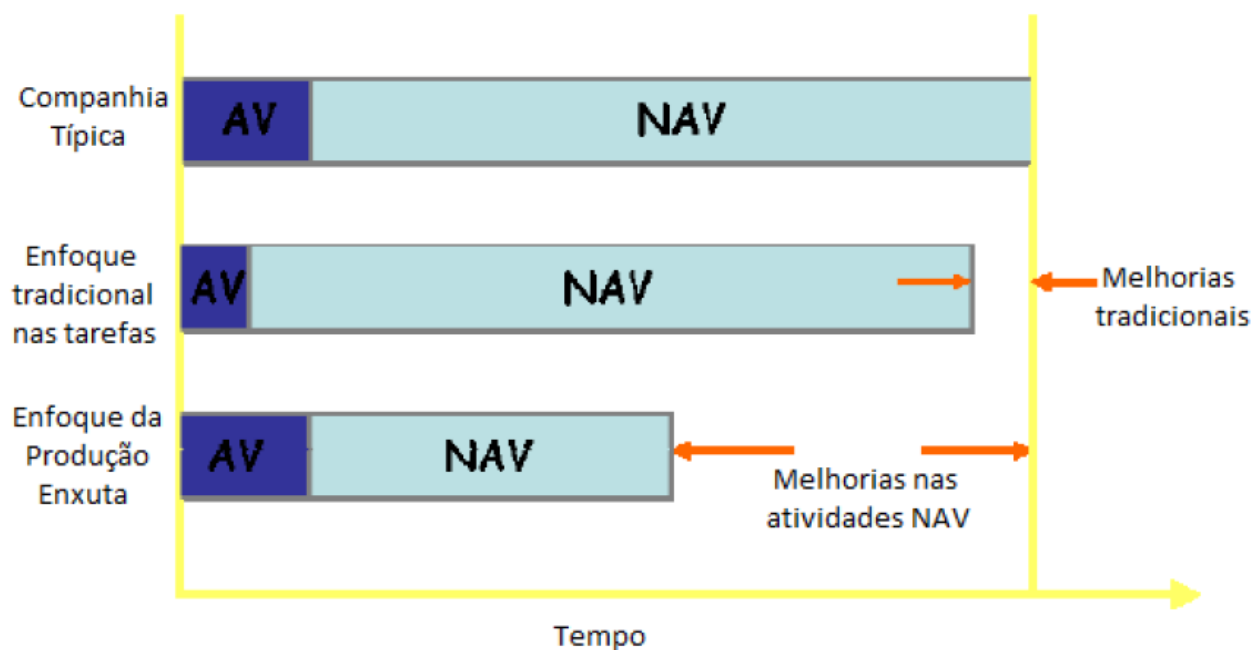 Companhia
Típica
AV
NAV
Enfoque
tradicional
nas tarefas
AV
NAV
Melhorias
tradicionais
Enfoque da
Produção
Enxuta
AV
NAV
Melhorias nas
atividades NAV
Tempo